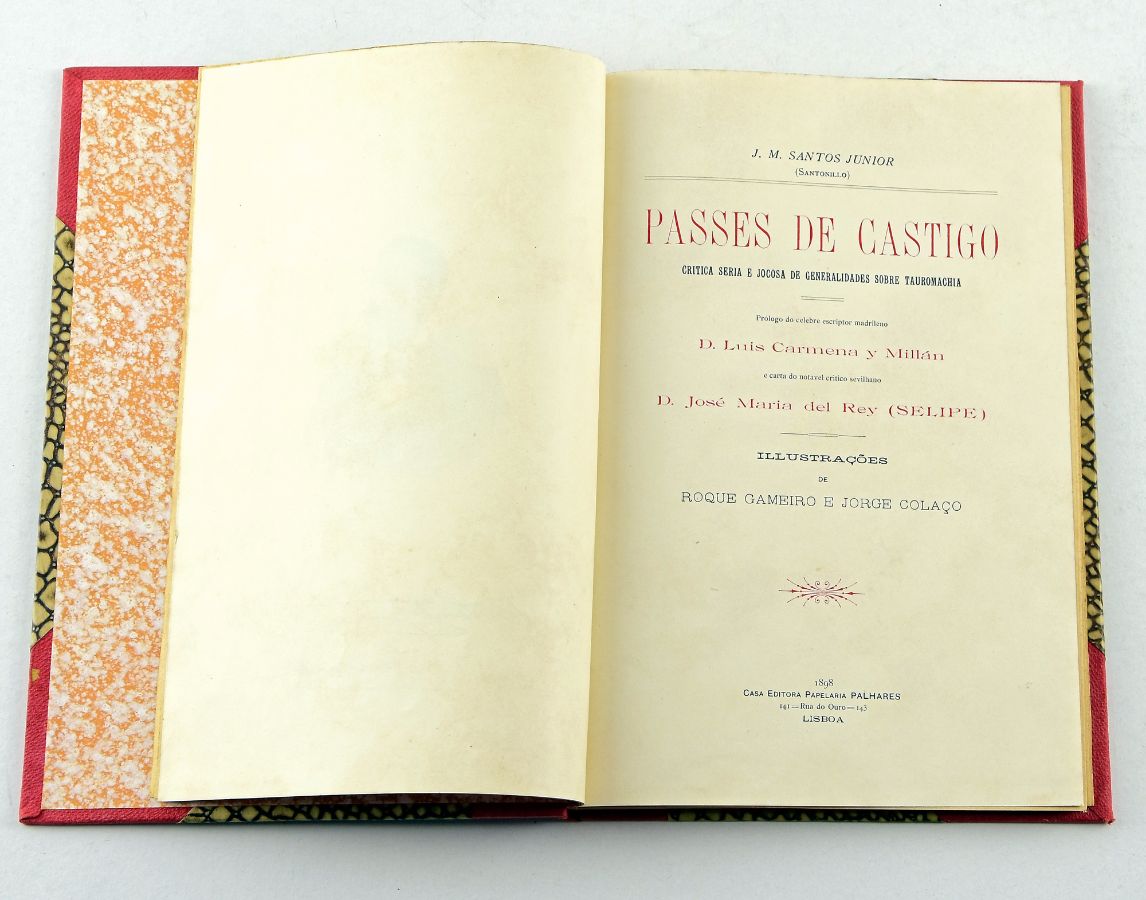 J. M. SANTOS JUNIOR
(SANTONILLO)
PASSES DE CASTIGO
CRITICA SERIA E JOCOSA DE GENERALIDADES SOBRE TAUROMACHIA
Prólogo do celebre escriptor madrileno
D. Luis Carmena y Millán
e carta do notavel critico sevilhano
D. José Maria del Rey (SELIPE)
ILLUSTRAÇÕES
DE
ROQUE GAMEIRO E JORGE COLAÇO
1898
CASA EDITORA PAPELARIA PALHARES
141—Rua do Ouro—143
LISBOA